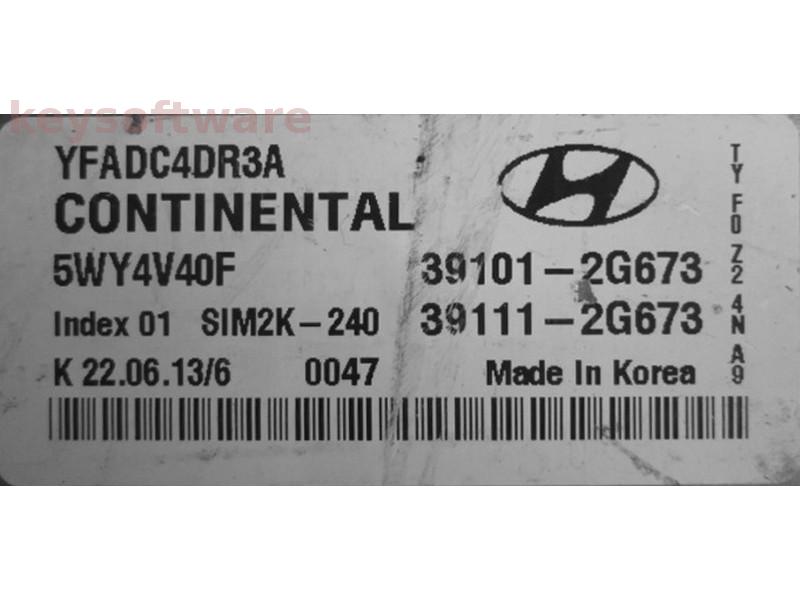 keysoftware
YFADC4DR3A
CONTINENTAL
5WY4V40F 39101-2G673
Index 01 SIM2K-240 39111-2G673
K 22.06.13/6 0047 Made In Korea
TY F0 Z2 4N A9